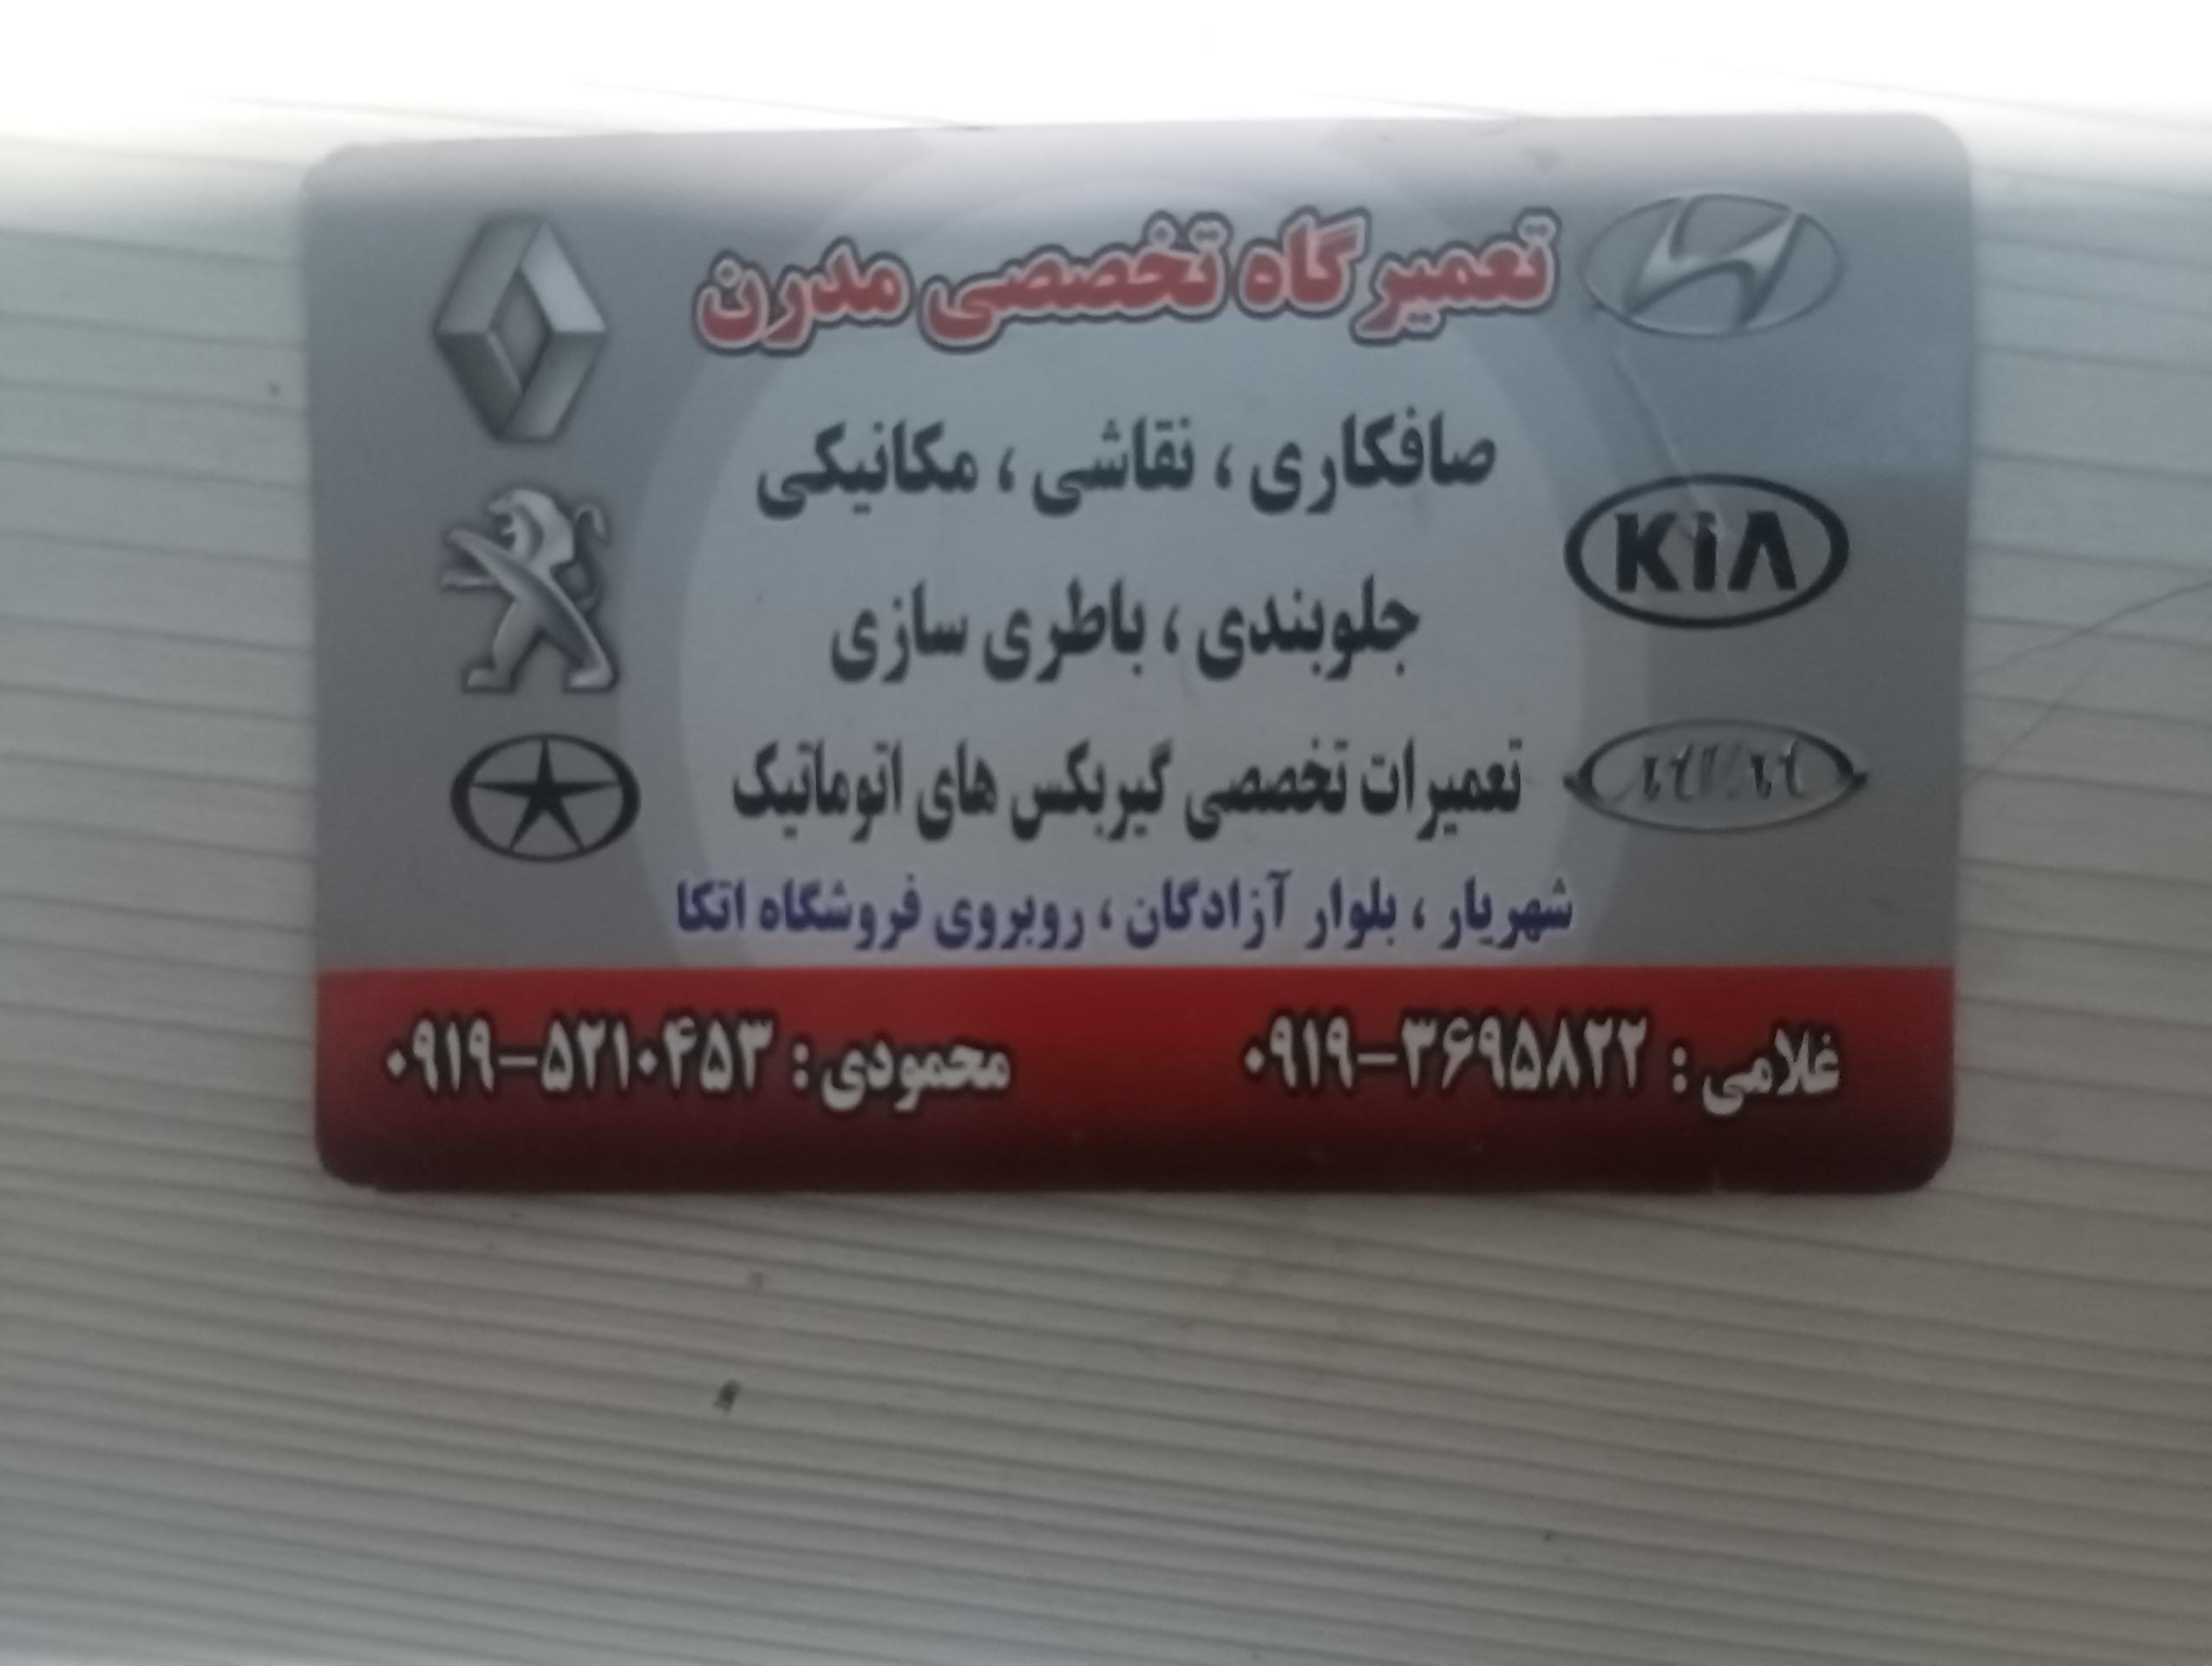 تعمیرگاه تخصصی مدرن
صافکاری ، نقاشی ، مکانیکی
KIA
جلوبندی ، باطری سازی
تعمیرات تخصصی گیربکس های اتوماتیک
شهریار ، بلوار آزادگان ، روبروی فروشگاه اتکا
غلامی : ۰۹۱۹-۳۶۹۵۸۲۲
محمودی : ۰۹۱۹-۵۲۱۰۴۵۳